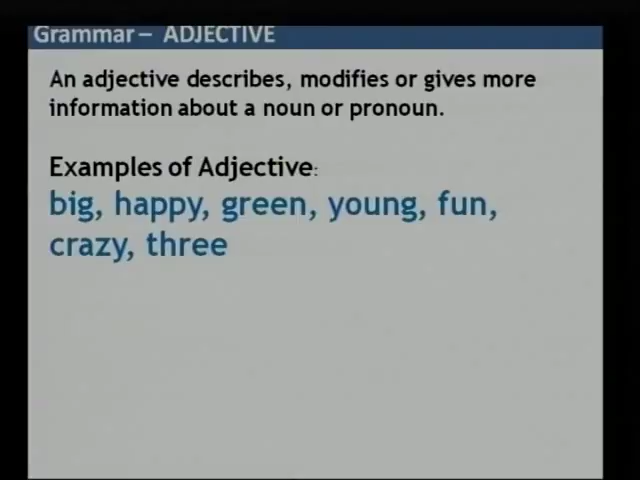 Grammar – ADJECTIVE
An adjective describes, modifies or gives more
information about a noun or pronoun.
Examples of Adjective:
big, happy, green, young, fun,
crazy, three